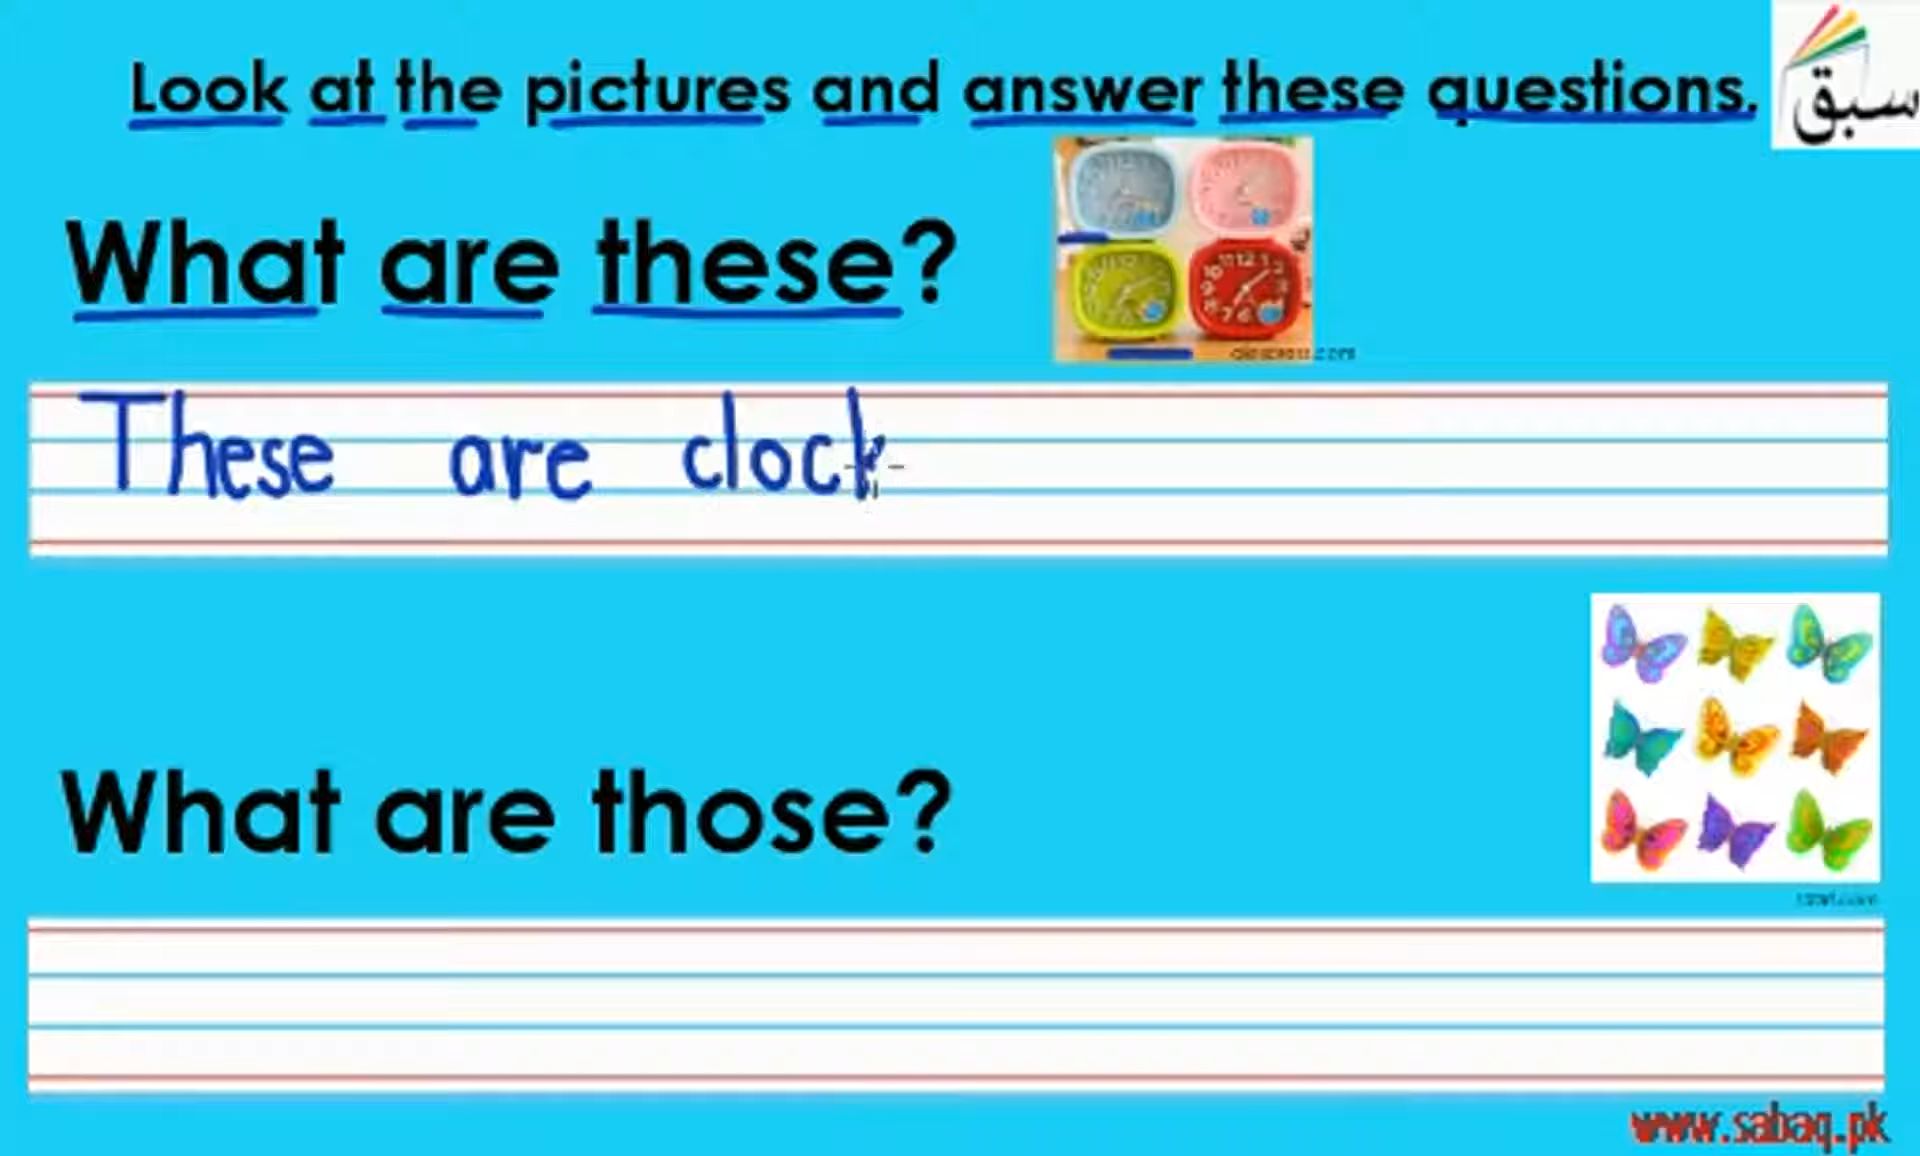 Look at the pictures and answer these questions.
سبق
What are these?
These are clock
What are those?
www.sabaq.pk